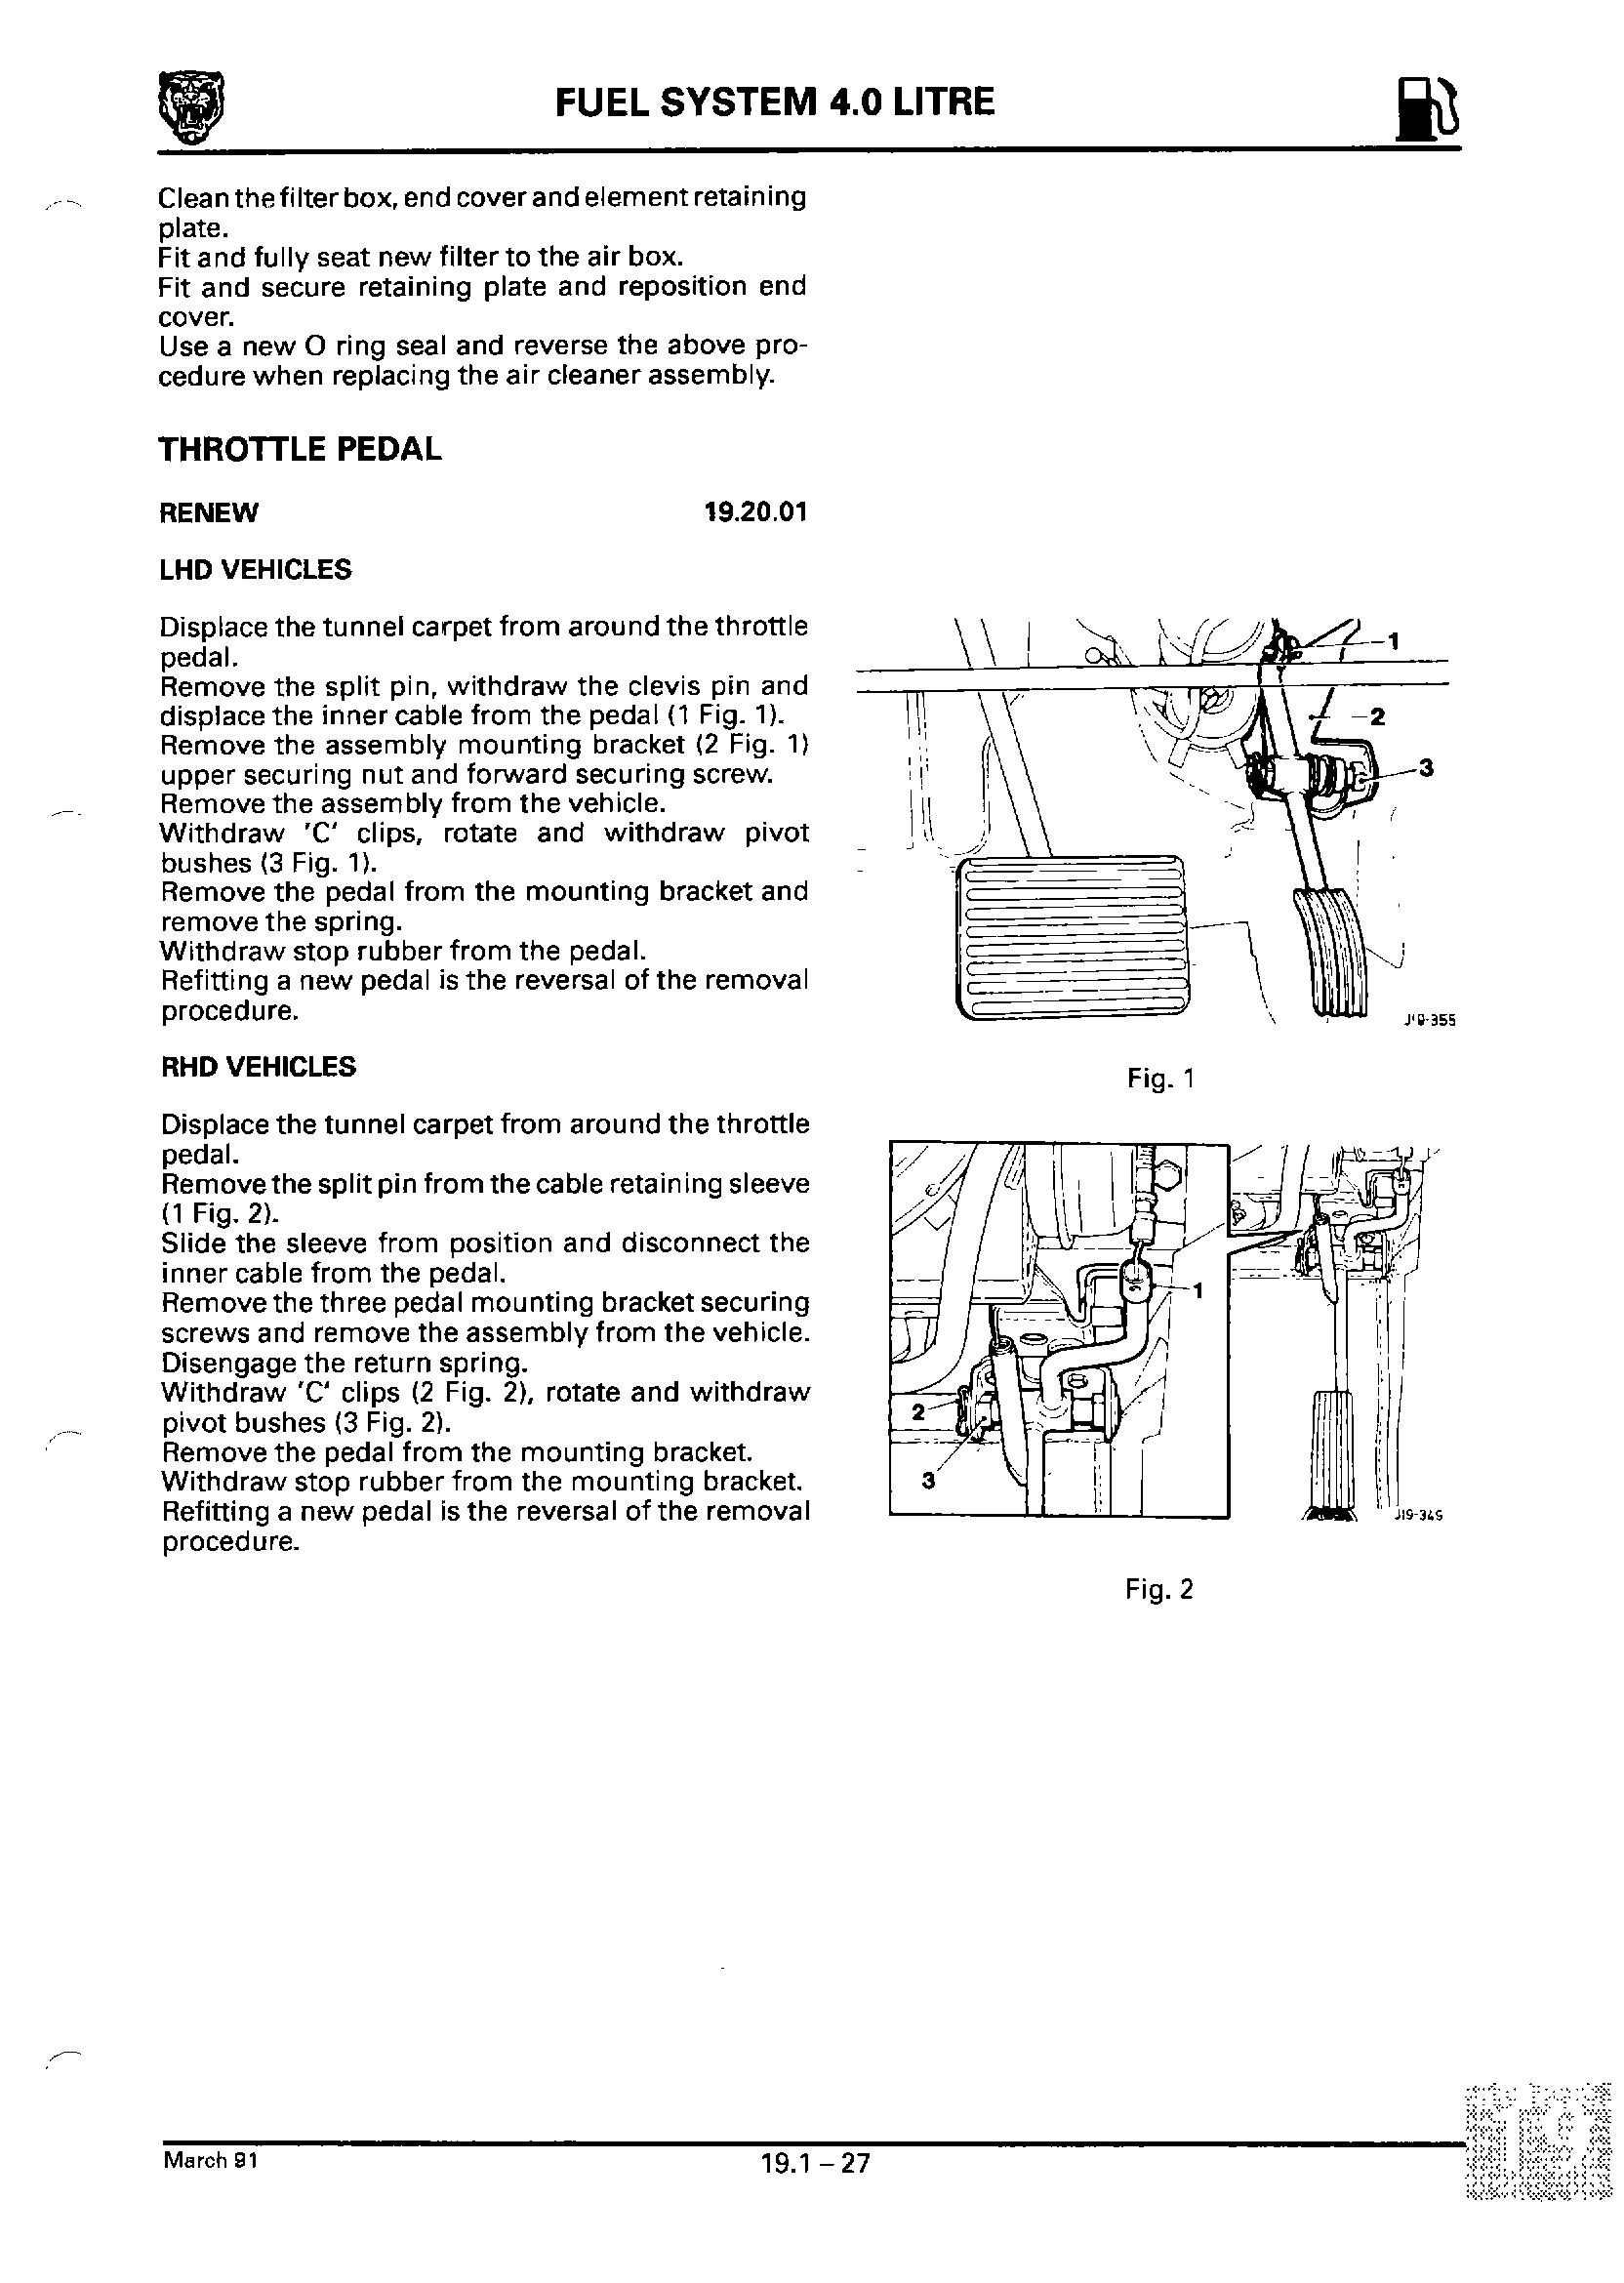 FUEL SYSTEM 4.0 LITRE
Clean the filter box, end cover and element retaining
plate.
Fit and fully seat new filter to the air box.
Fit and secure retaining plate and reposition end
cover.
Use a new O ring seal and reverse the above pro-
cedure when replacing the air cleaner assembly.
THROTTLE PEDAL
RENEW 19.20.01
LHD VEHICLES
Displace the tunnel carpet from around the throttle
pedal.
Remove the split pin, withdraw the clevis pin and
displace the inner cable from the pedal (1 Fig. 1).
Remove the assembly mounting bracket (2 Fig. 1)
upper securing nut and forward securing screw.
Remove the assembly from the vehicle.
Withdraw 'C' clips, rotate and withdraw pivot
bushes (3 Fig. 1).
Remove the pedal from the mounting bracket and
remove the spring.
Withdraw stop rubber from the pedal.
Refitting a new pedal is the reversal of the removal
procedure.
RHD VEHICLES
Displace the tunnel carpet from around the throttle
pedal.
Remove the split pin from the cable retaining sleeve
(1 Fig. 2).
Slide the sleeve from position and disconnect the
inner cable from the pedal.
Remove the three pedal mounting bracket securing
screws and remove the assembly from the vehicle.
Disengage the return spring.
Withdraw 'C' clips (2 Fig. 2), rotate and withdraw
pivot bushes (3 Fig. 2).
Remove the pedal from the mounting bracket.
Withdraw stop rubber from the mounting bracket.
Refitting a new pedal is the reversal of the removal
procedure.
1
2
3
J19-355
Fig. 1
1
2
3
J19-349
Fig. 2
March 91
19.1 – 27